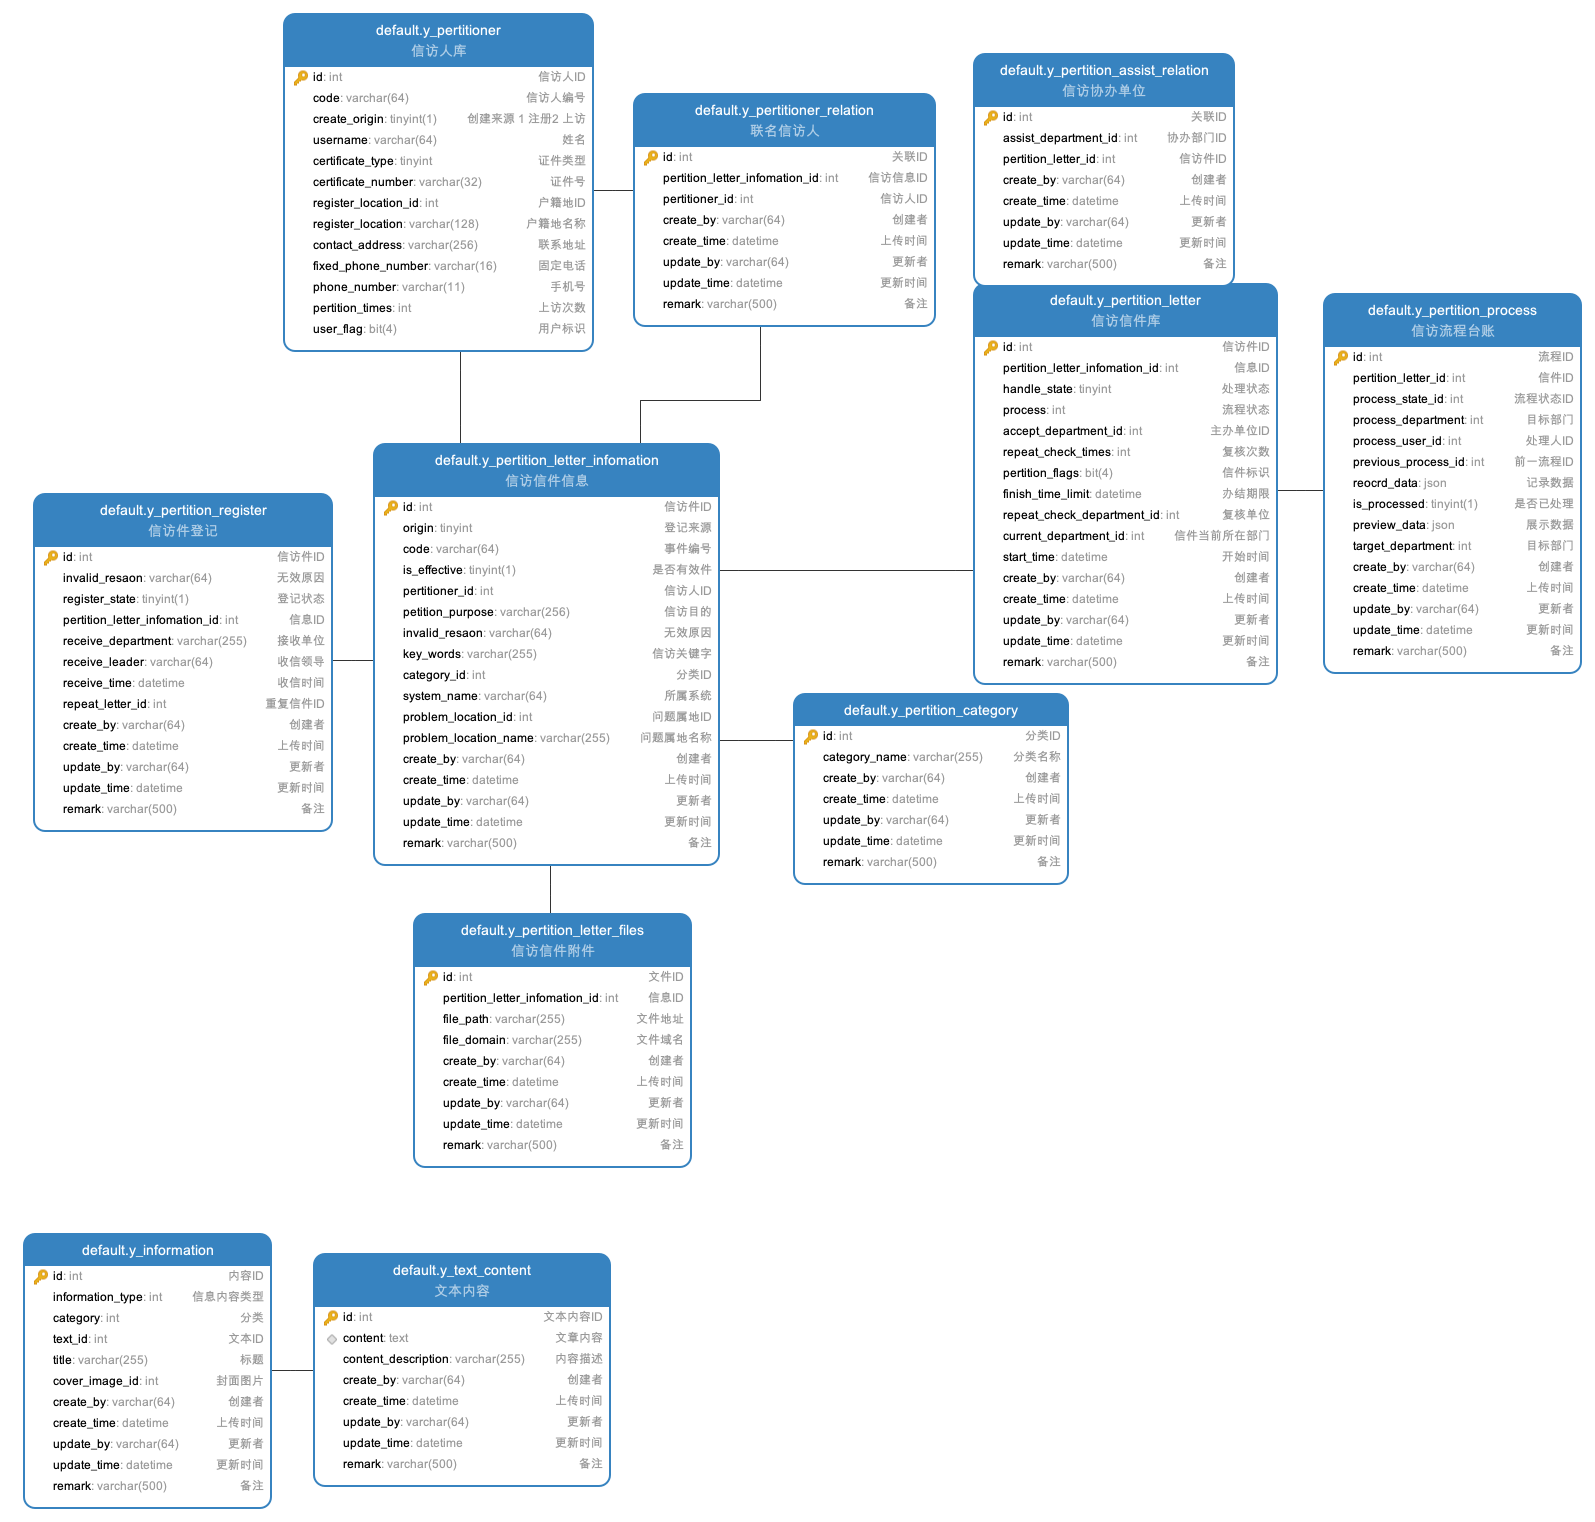 default.y_pertitioner
信访人库
id: int 信访人ID
code: varchar(64) 信访人编号
create_origin: tinyint(1) 创建来源 1 注册2 上访
username: varchar(64) 姓名
certificate_type: tinyint 证件类型
certificate_number: varchar(32) 证件号
register_location_id: int 户籍地ID
register_location: varchar(128) 户籍地名称
contact_address: varchar(256) 联系地址
fixed_phone_number: varchar(16) 固定电话
phone_number: varchar(11) 手机号
pertition_times: int 上访次数
user_flag: bit(4) 用户标识
default.y_pertitioner_relation
联名信访人
id: int 关联ID
pertition_letter_infomation_id: int 信访信息ID
pertitioner_id: int 信访人ID
create_by: varchar(64) 创建者
create_time: datetime 上传时间
update_by: varchar(64) 更新者
update_time: datetime 更新时间
remark: varchar(500) 备注
default.y_pertition_assist_relation
信访协办单位
id: int 关联ID
assist_department_id: int 协办部门ID
pertition_letter_id: int 信访件ID
create_by: varchar(64) 创建者
create_time: datetime 上传时间
update_by: varchar(64) 更新者
update_time: datetime 更新时间
remark: varchar(500) 备注
default.y_pertition_letter
信访信件库
id: int 信访件ID
pertition_letter_infomation_id: int 信息ID
handle_state: tinyint 处理状态
process: int 流程状态
accept_department_id: int 主办单位ID
repeat_check_times: int 复核次数
pertition_flags: bit(4) 信件标识
finish_time_limit: datetime 办结期限
repeat_check_department_id: int 复核单位
current_department_id: int 信件当前所在部门
start_time: datetime 开始时间
create_by: varchar(64) 创建者
create_time: datetime 上传时间
update_by: varchar(64) 更新者
update_time: datetime 更新时间
remark: varchar(500) 备注
default.y_pertition_process
信访流程台账
id: int 流程ID
pertition_letter_id: int 信件ID
process_state_id: int 流程状态ID
process_department: int 目标部门
process_user_id: int 处理人ID
previous_process_id: int 前一流程ID
reocrd_data: json 记录数据
is_processed: tinyint(1) 是否已处理
preview_data: json 展示数据
target_department: int 目标部门
create_by: varchar(64) 创建者
create_time: datetime 上传时间
update_by: varchar(64) 更新者
update_time: datetime 更新时间
remark: varchar(500) 备注
default.y_pertition_register
信访件登记
id: int 信访件ID
invalid_resaon: varchar(64) 无效原因
register_state: tinyint(1) 登记状态
pertition_letter_infomation_id: int 信息ID
receive_department: varchar(255) 接收单位
receive_leader: varchar(64) 收信领导
receive_time: datetime 收信时间
repeat_letter_id: int 重复信件ID
create_by: varchar(64) 创建者
create_time: datetime 上传时间
update_by: varchar(64) 更新者
update_time: datetime 更新时间
remark: varchar(500) 备注
default.y_pertition_letter_infomation
信访信件信息
id: int 信访件ID
origin: tinyint 登记来源
code: varchar(64) 事件编号
is_effective: tinyint(1) 是否有效件
pertitioner_id: int 信访人ID
petition_purpose: varchar(256) 信访目的
invalid_resaon: varchar(64) 无效原因
key_words: varchar(255) 信访关键字
category_id: int 分类ID
system_name: varchar(64) 所属系统
problem_location_id: int 问题属地ID
problem_location_name: varchar(255) 问题属地名称
create_by: varchar(64) 创建者
create_time: datetime 上传时间
update_by: varchar(64) 更新者
update_time: datetime 更新时间
remark: varchar(500) 备注
default.y_pertition_category
id: int 分类ID
category_name: varchar(255) 分类名称
create_by: varchar(64) 创建者
create_time: datetime 上传时间
update_by: varchar(64) 更新者
update_time: datetime 更新时间
remark: varchar(500) 备注
default.y_pertition_letter_files
信访信件附件
id: int 文件ID
pertition_letter_infomation_id: int 信息ID
file_path: varchar(255) 文件地址
file_domain: varchar(255) 文件域名
create_by: varchar(64) 创建者
create_time: datetime 上传时间
update_by: varchar(64) 更新者
update_time: datetime 更新时间
remark: varchar(500) 备注
default.y_information
id: int 内容ID
information_type: int 信息内容类型
category: int 分类
text_id: int 文本ID
title: varchar(255) 标题
cover_image_id: int 封面图片
create_by: varchar(64) 创建者
create_time: datetime 上传时间
update_by: varchar(64) 更新者
update_time: datetime 更新时间
remark: varchar(500) 备注
default.y_text_content
文本内容
id: int 文本内容ID
content: text 文章内容
content_description: varchar(255) 内容描述
create_by: varchar(64) 创建者
create_time: datetime 上传时间
update_by: varchar(64) 更新者
update_time: datetime 更新时间
remark: varchar(500) 备注